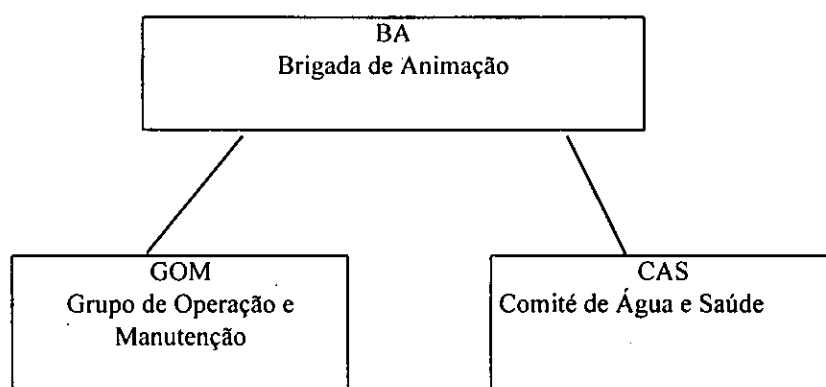 BA
Brigada de Animação
GOM
Grupo de Operação e
Manutenção
CAS
Comité de Água e Saúde